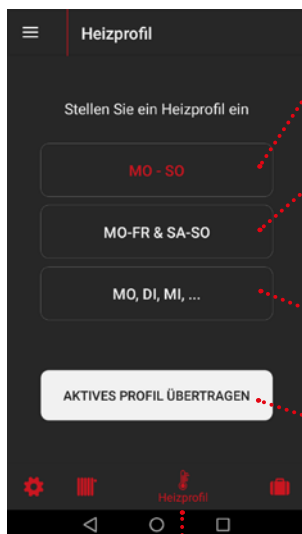 Heizprofil
Stellen Sie ein Heizprofil ein
MO - SO
MO-FR & SA-SO
MO, DI, MI, ...
AKTIVES PROFIL ÜBERTRAGEN
Heizprofil